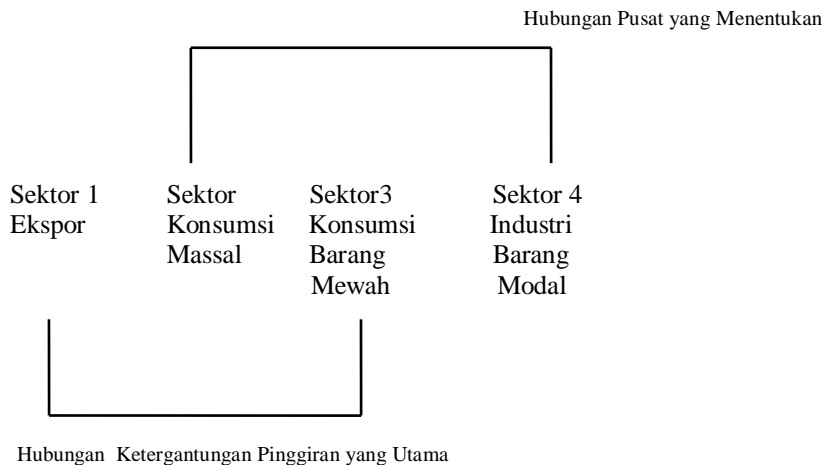 Hubungan Pusat yang Menentukan
Sektor 1
Ekspor
Sektor
Konsumsi
Massal
Sektor3
Konsumsi
Barang
Mewah
Sektor 4
Industri
Barang
Modal
Hubungan Ketergantungan Pinggiran yang Utama